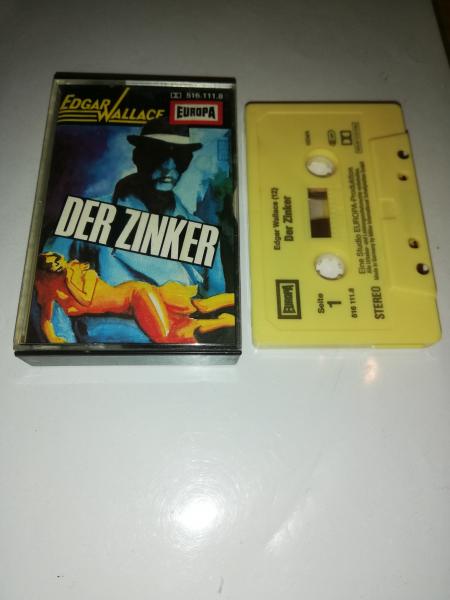 EDGAR WALLACE
516.111.8
EUROPA
DER ZINKER
Edgar Wallace (12)
Der Zinker
EUROPA
Seite
1
516 111.8
STEREO
Eine Studio EUROPA-Produktion